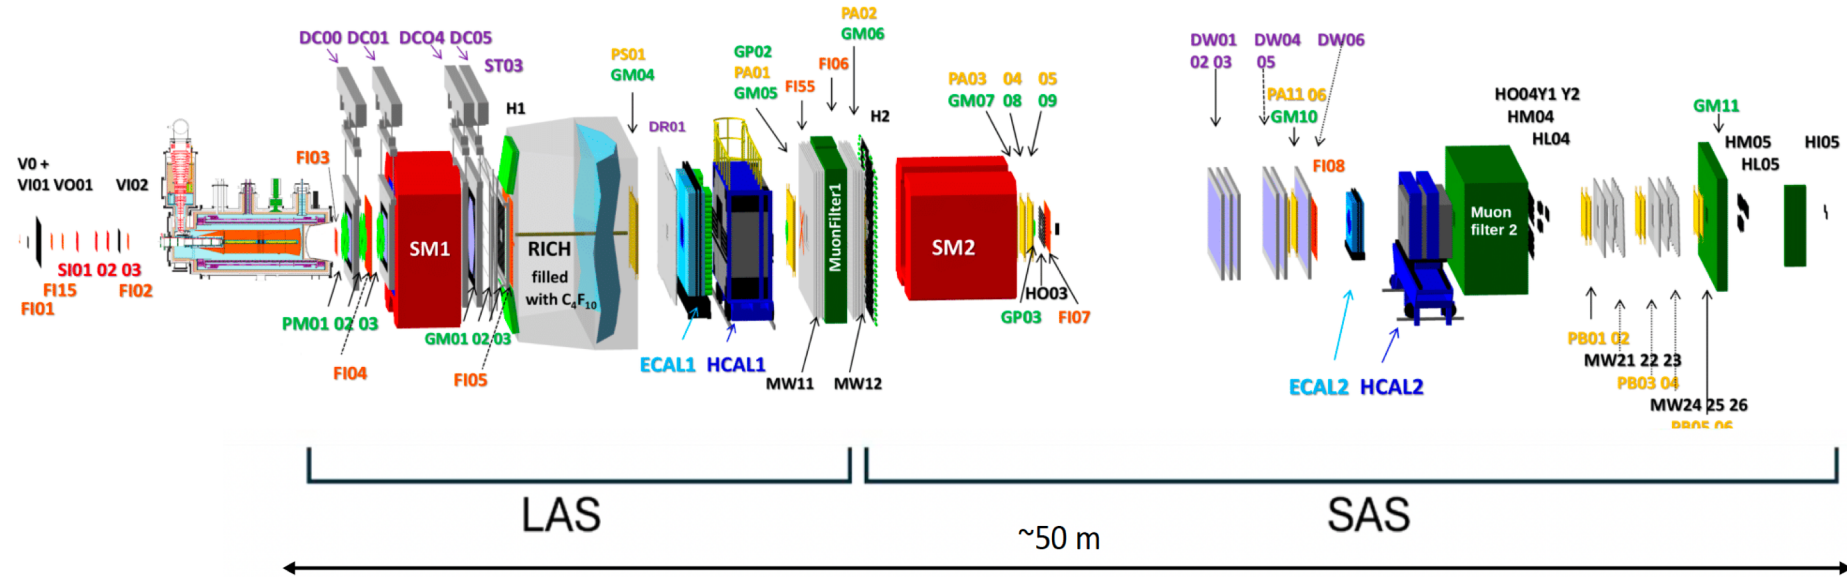 V0 +
VI01 VO01
VI02
FI01
FI15
SI01 02 03
FI02
FI03
DC00 DC01
DCO4 DC05
ST03
H1
PM01 02 03
FI04
SM1
GM01 02 03
FI05
RICH
filled
with C₄F₁₀
PS01
GM04
DR01
ECAL1 HCAL1
GP02
PA01
GM05
FI55
FI06
PA02
GM06
MuonFilter1
H2
MW11 MW12
SM2
PA03 04 05
GM07 08 09
HO03
GP03
FI07
DW01
02 03
DW04
05
DW06
PA11 06
GM10
FI08
ECAL2 HCAL2
Muon
filter 2
HO04Y1 Y2
HM04
HL04
PB01 02
MW21 22 23
PB03 04
MW24 25 26
PB05 06
GM11
HM05
HL05
HI05
LAS
SAS
~50 m